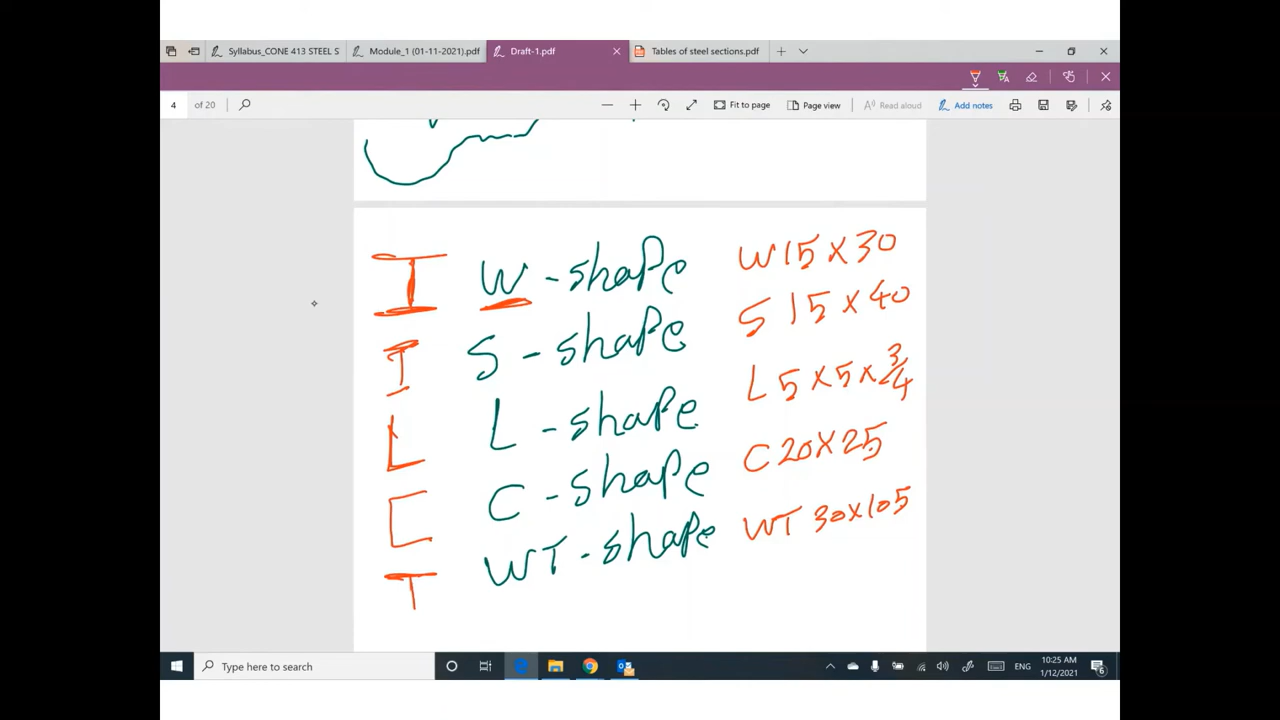 Syllabus_CONE 413 STEEL S Module_1 (01-11-2021).pdf Draft-1.pdf Tables of steel sections.pdf
4 of 20 Fit to page Page view Read aloud Add notes
I W - shape W15 x 30
I S - shape S 15 x 40
L L - shape L 5 x 5 x 3/4
C C - shape C 20 x 25
T WT - shape WT 30x105
Type here to search ENG 10:25 AM
1/12/2021 6